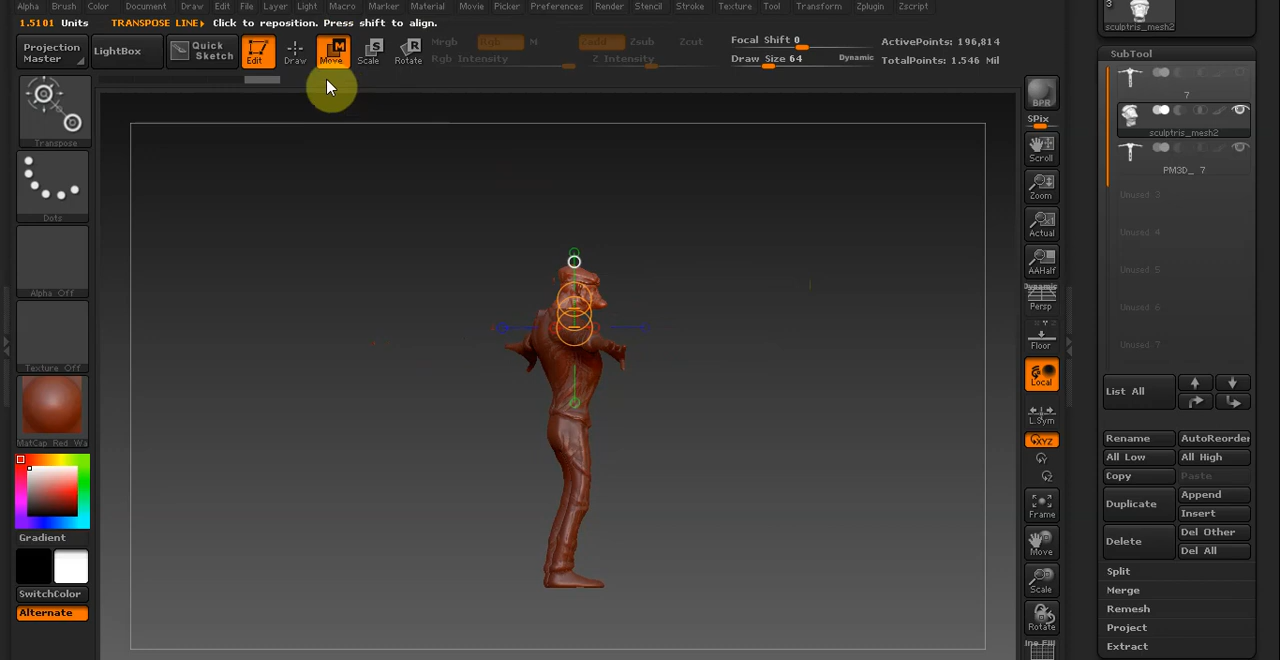 Alpha Brush Color Document Draw Edit File Layer Light Macro Marker Material Movie Picker Preferences Render Stencil Stroke Texture Tool Transform Zplugin Zscript
1.5101 Units TRANSPOSE LINE Click to reposition. Press shift to align.
Projection Master
LightBox
Quick Sketch
Edit
Draw
Move
Scale
Rotate
Mrgb Rgb M
Rgb Intensity
Zadd Zsub Zcut
Z Intensity
Focal Shift 0
Draw Size 64
Dynamic
ActivePoints: 196,814
TotalPoints: 1.546 Mil
Transpose
Dots
Alpha Off
Texture Off
MatCap Red Wa
Gradient
SwitchColor
Alternate
BPR
SPix
Scroll
Zoom
Actual
AAHalf
Dynamic
Persp
Floor
Local
L.Sym
XYZ
Y
Z
Frame
Move
Scale
Rotate
Line Fill
3
sculptris_mesh2
SubTool
7
sculptris_mesh2
PM3D_ 7
Unused 3
Unused 4
Unused 5
Unused 6
Unused 7
List All
Rename AutoReorder
All Low All High
Copy Paste
Duplicate
Append
Insert
Delete
Del Other
Del All
Split
Merge
Remesh
Project
Extract